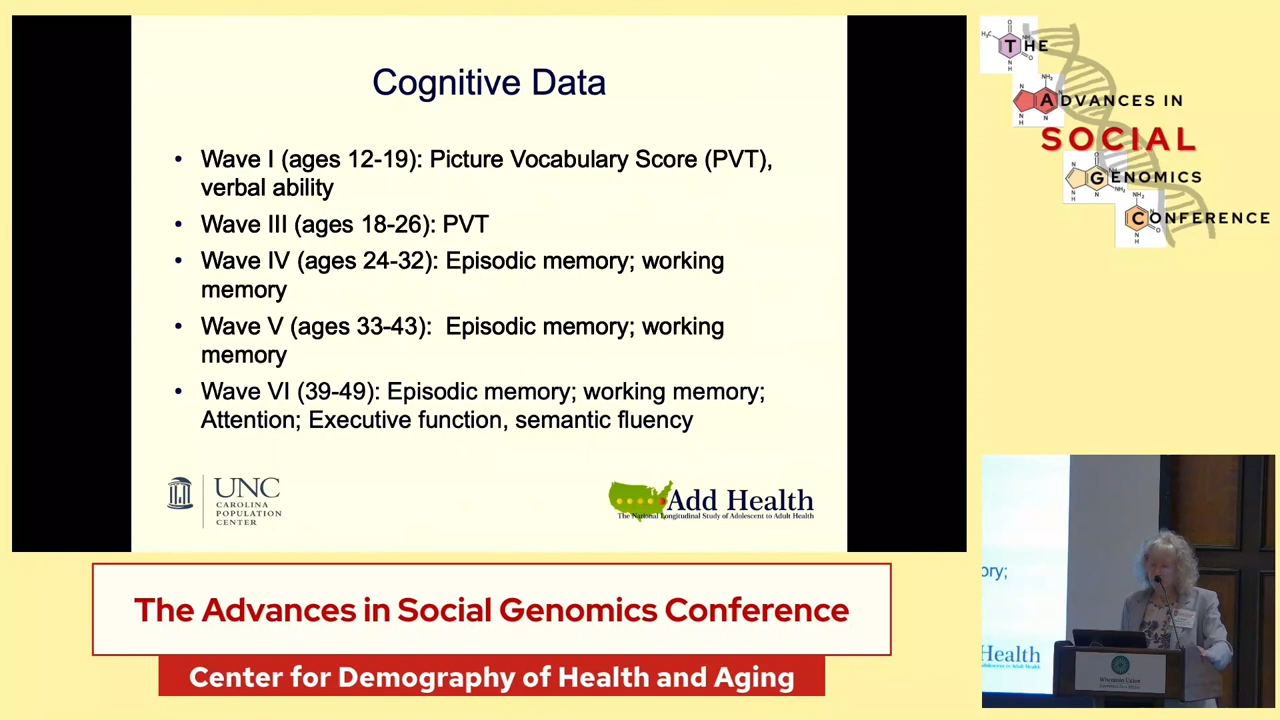 Cognitive Data
• Wave I (ages 12-19): Picture Vocabulary Score (PVT),
verbal ability
• Wave III (ages 18-26): PVT
• Wave IV (ages 24-32): Episodic memory; working
memory
• Wave V (ages 33-43): Episodic memory; working
memory
• Wave VI (39-49): Episodic memory; working memory;
Attention; Executive function, semantic fluency
UNC
CAROLINA
POPULATION
CENTER
Add Health
The National Longitudinal Study of Adolescent to Adult Health
THE
ADVANCES IN
SOCIAL
GENOMICS
CONFERENCE
ory;
Health
Wisconsin Union
The Advances in Social Genomics Conference
Center for Demography of Health and Aging